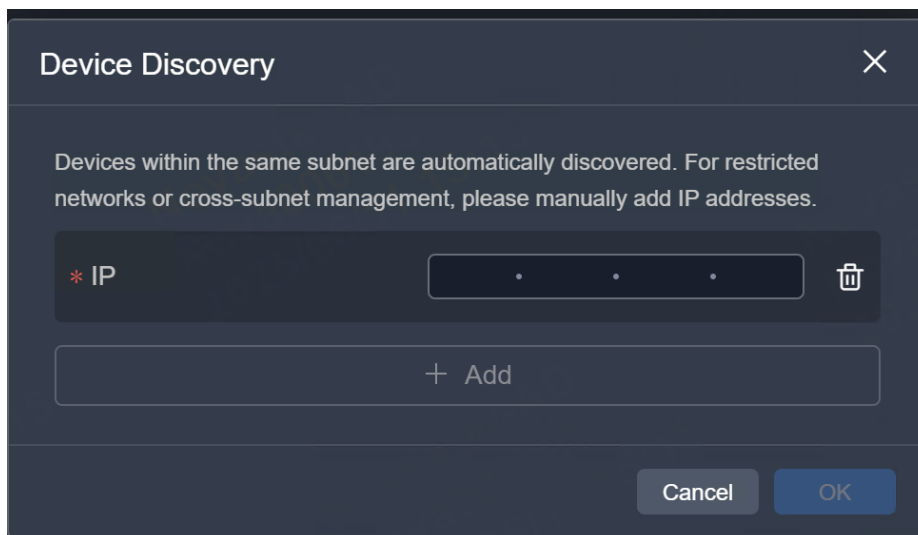 Device Discovery
Devices within the same subnet are automatically discovered. For restricted
networks or cross-subnet management, please manually add IP addresses.
* IP
+ Add
Cancel
OK